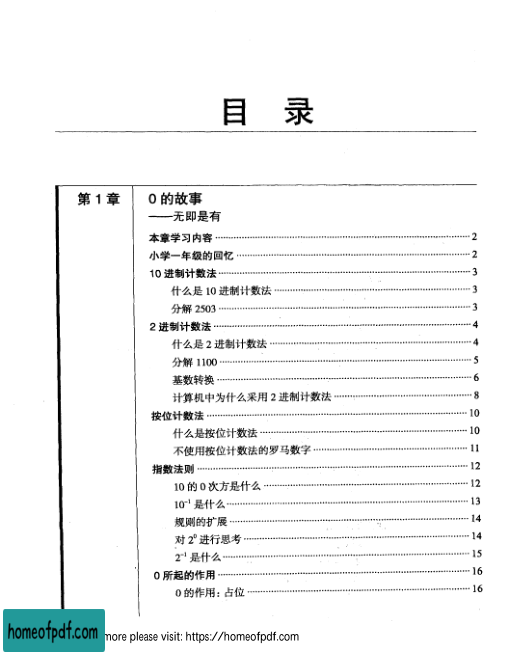 目 录
第 1 章
0 的故事
——无即是有
本章学习内容 2
小学一年级的回忆 2
10 进制计数法 3
什么是 10 进制计数法 3
分解 2503 3
2 进制计数法 4
什么是 2 进制计数法 4
分解 1100 5
基数转换 6
计算机中为什么采用 2 进制计数法 8
按位计数法 10
什么是按位计数法 10
不使用按位计数法的罗马数字 11
指数法则 12
10 的 0 次方是什么 12
10⁻¹ 是什么 13
规则的扩展 14
对 2⁰ 进行思考 14
2⁻¹ 是什么 15
0 所起的作用 16
0 的作用：占位 16
homeofpdf.com
more please visit: https://homeofpdf.com